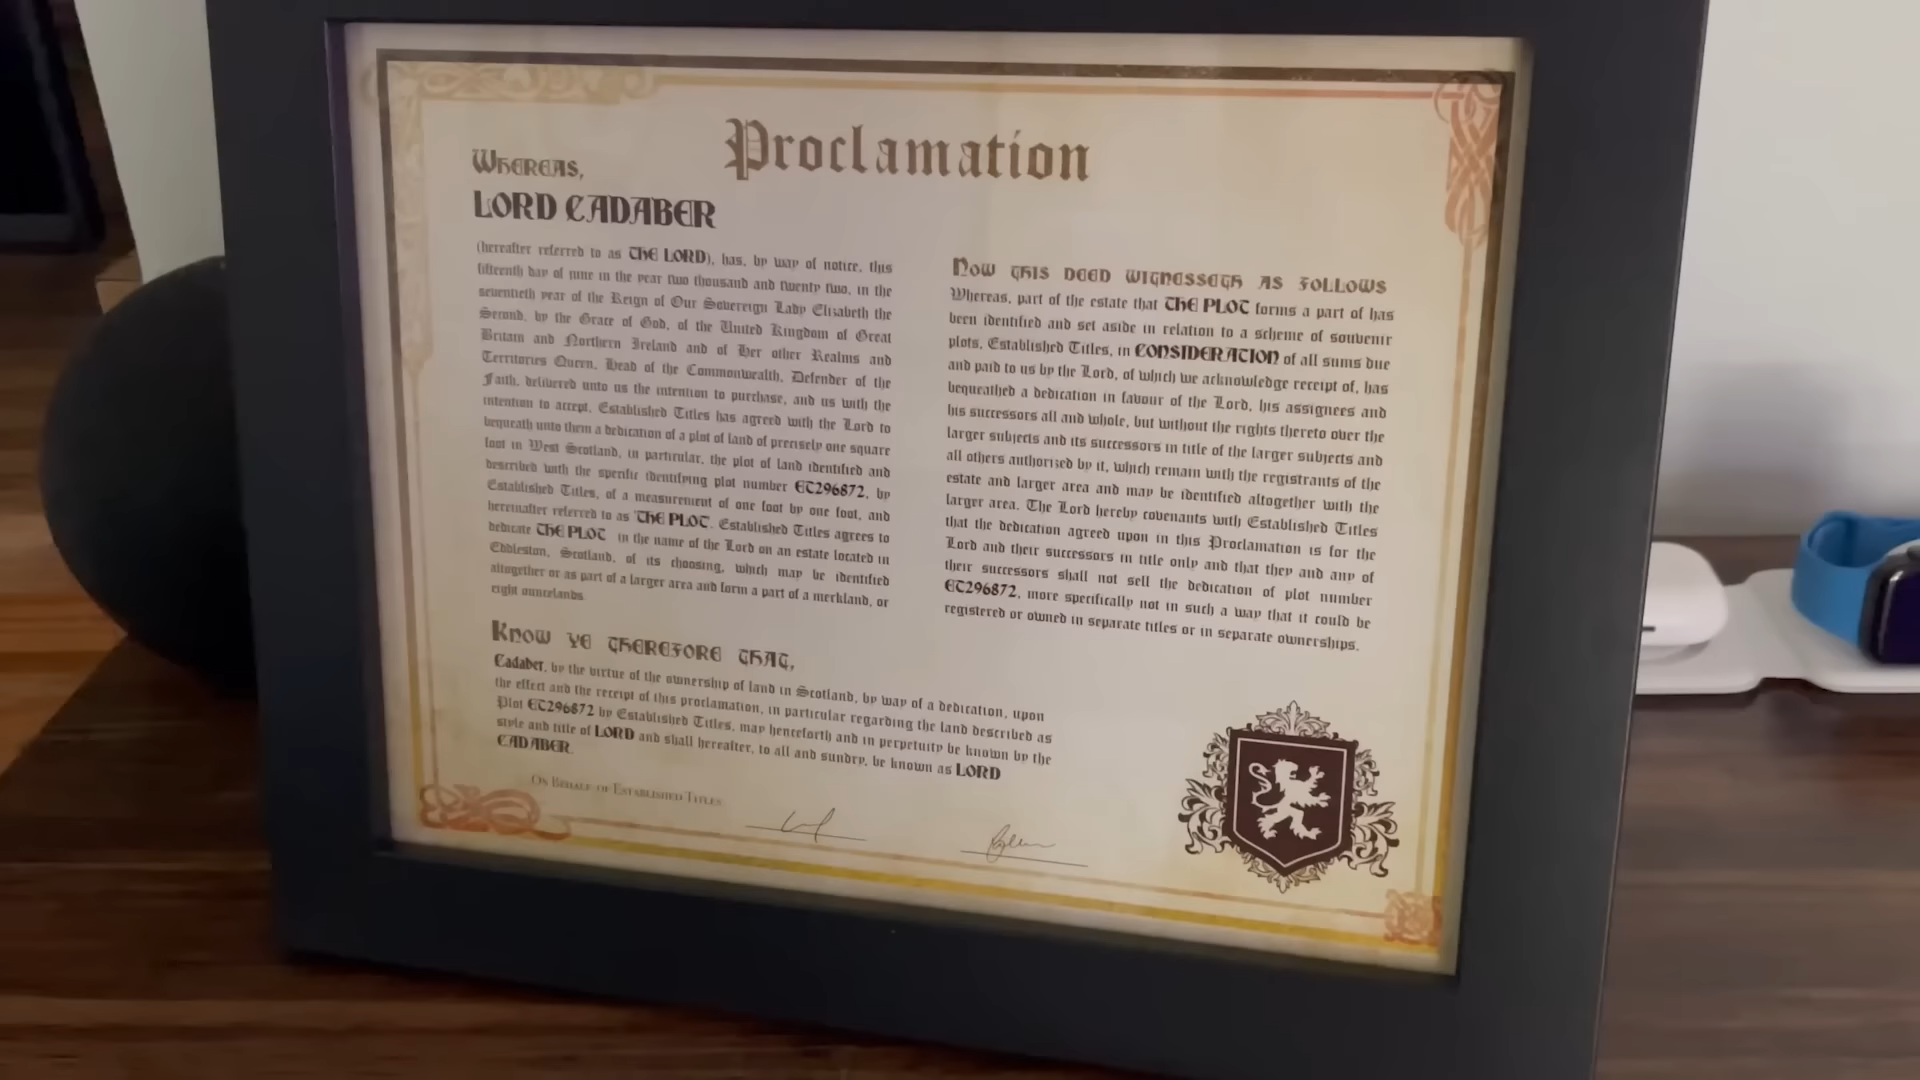 Proclamation
Whereas,
LORD CADABER
(hereafter referred to as THE LORD), has, by way of notice, this
fifteenth day of nine in the year two thousand and twenty two, in the
seventieth year of the Reign of Our Sovereign Lady Elizabeth the
Second, by the Grace of God, of the United Kingdom of Great
Britain and Northern Ireland and of Her other Realms and
Territories Queen, Head of the Commonwealth, Defender of the
Faith, delivered unto us the intention to purchase, and us with the
intention to accept, Established Titles has agreed with the Lord to
bequeath unto them a dedication of a plot of land of precisely one square
foot in West Scotland, in particular, the plot of land identified and
described with the specific identifying plot number ET296872, by
Established Titles, of a measurement of one foot by one foot, and
hereinafter referred to as THE PLOT. Established Titles agrees to
dedicate THE PLOT in the name of the Lord on an estate located in
Eddleston, Scotland, of its choosing, which may be identified
altogether or as part of a larger area and form a part of a merkland, or
eight ouncelands.
Know ye therefore that,
Cadaber, by the virtue of the ownership of land in Scotland, by way of a dedication, upon
the effect and the receipt of this proclamation, in particular regarding the land described as
Plot ET296872 by Established Titles, may henceforth and in perpetuity be known by the
style and title of LORD and shall hereafter, to all and sundry, be known as LORD
CADABER.
On Behalf of Established Titles
Now this deed witnesseth as follows
Whereas, part of the estate that THE PLOT forms a part of has
been identified and set aside in relation to a scheme of souvenir
plots, Established Titles, in CONSIDERATION of all sums due
and paid to us by the Lord, of which we acknowledge receipt of, has
bequeathed a dedication in favour of the Lord, his assignees and
his successors all and whole, but without the rights thereto over the
larger subjects and its successors in title of the larger subjects and
all others authorized by it, which remain with the registrants of the
estate and larger area and may be identified altogether with the
larger area. The Lord hereby covenants with Established Titles
that the dedication agreed upon in this Proclamation is for the
Lord and their successors in title only and that they and any of
their successors shall not sell the dedication of plot number
ET296872, more specifically not in such a way that it could be
registered or owned in separate titles or in separate ownerships.